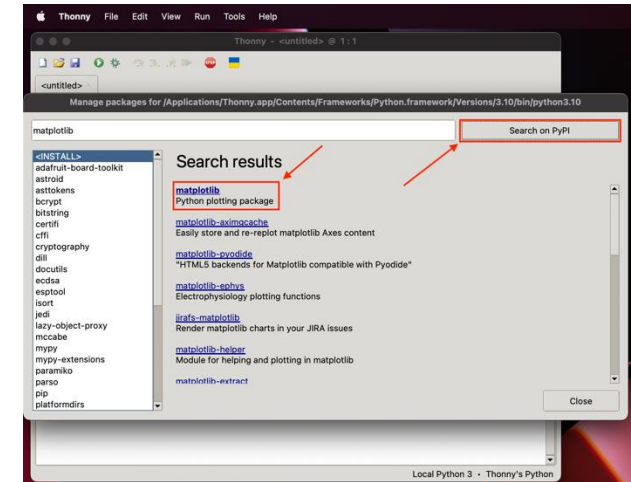 Thonny File Edit View Run Tools Help
Thonny - <untitled> @ 1:1
<untitled>
Manage packages for /Applications/Thonny.app/Contents/Frameworks/Python.framework/Versions/3.10/bin/python3.10
matplotlib
Search on PyPI
<INSTALL>
adafruit-board-toolkit
astroid
asttokens
bcrypt
bitstring
certifi
cffi
cryptography
dill
docutils
ecdsa
esptool
isort
jedi
lazy-object-proxy
mccabe
mypy
mypy-extensions
paramiko
parso
pip
platformdirs
Search results
matplotlib
Python plotting package
matplotlib-aximqcache
Easily store and re-replot matplotlib Axes content
matplotlib-pyodide
"HTML5 backends for Matplotlib compatible with Pyodide"
matplotlib-ephys
Electrophysiology plotting functions
jirafs-matplotlib
Render matplotlib charts in your JIRA issues
matplotlib-helper
Module for helping and plotting in matplotlib
matplotlib-extract
Close
Local Python 3 • Thonny's Python